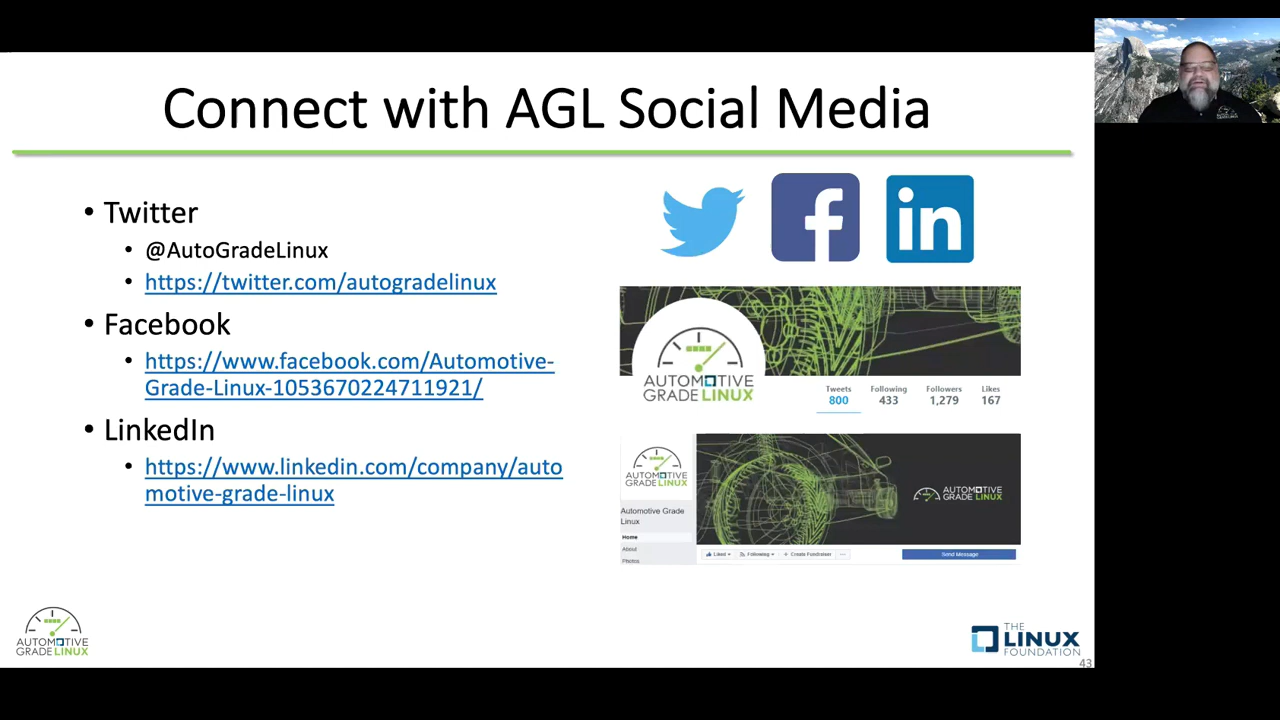 Connect with AGL Social Media
• Twitter
• @AutoGradeLinux
• https://twitter.com/autogradelinux
• Facebook
• https://www.facebook.com/Automotive-
Grade-Linux-1053670224711921/
• LinkedIn
• https://www.linkedin.com/company/auto
motive-grade-linux
f
in
AUTOMOTIVE
GRADE LINUX
Tweets Following Followers Likes
800 433 1,279 167
AUTOMOTIVE
GRADE LINUX
Automotive Grade
Linux
Home
About
Photos
AUTOMOTIVE
GRADE LINUX
Liked Following + Create Fundraiser ...
Send Message
AUTOMOTIVE
GRADE LINUX
THE
LINUX
FOUNDATION
43